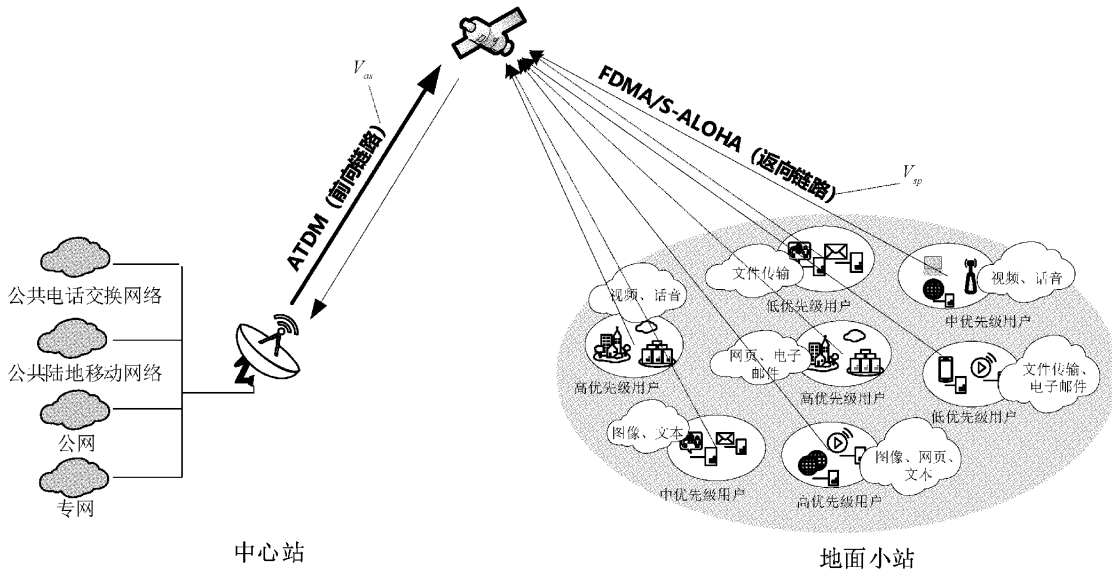 V_as
ATDM（前向链路）
FDMA/S-ALOHA（返向链路）
V_sp
公共电话交换网络
公共陆地移动网络
公网
专网
中心站
文件传输
低优先级用户
视频、话音
中优先级用户
视频、话音
高优先级用户
网页、电子
邮件
高优先级用户
文件传输、
电子邮件
低优先级用户
图像、文本
中优先级用户
图像、网页、
文本
高优先级用户
地面小站